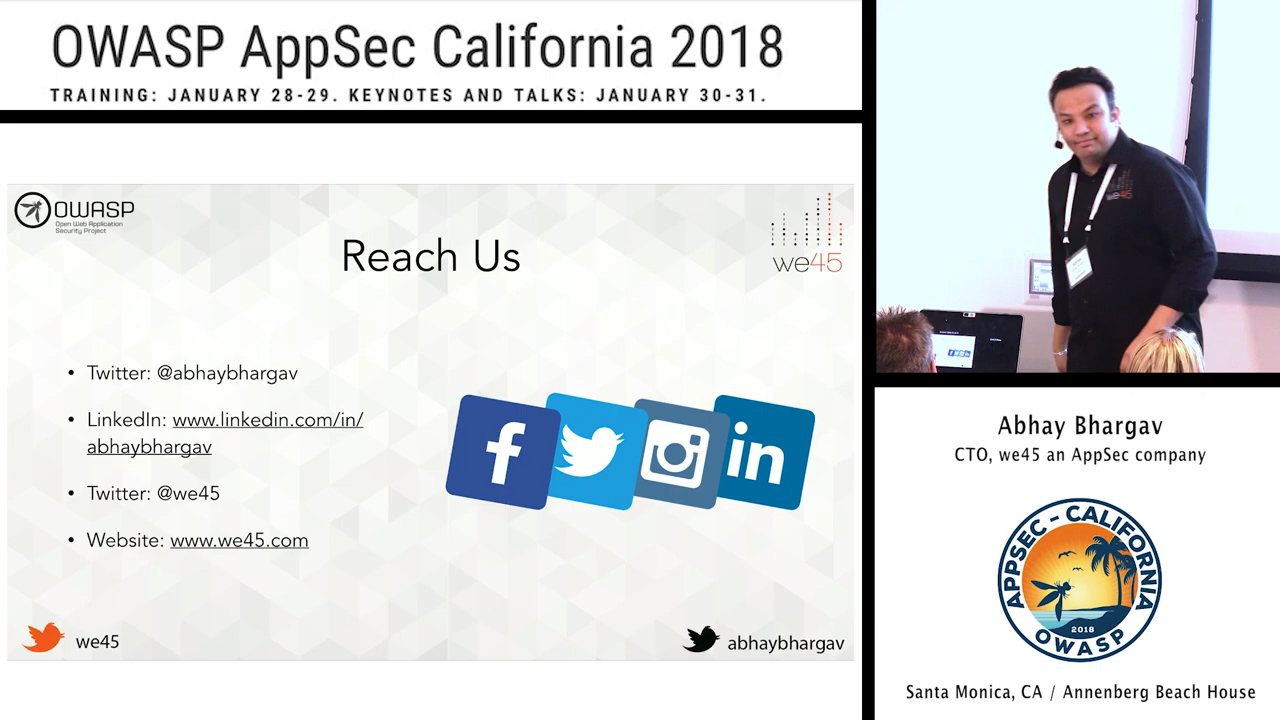 OWASP AppSec California 2018
TRAINING: JANUARY 28-29. KEYNOTES AND TALKS: JANUARY 30-31.
OWASP
Open Web Application
Security Project
we45
Reach Us
• Twitter: @abhaybhargav
• LinkedIn: www.linkedin.com/in/
abhaybhargav
• Twitter: @we45
• Website: www.we45.com
f
in
we45
abhaybhargav
Abhay Bhargav
CTO, we45 an AppSec company
APPSEC - CALIFORNIA
2018
OWASP
Santa Monica, CA / Annenberg Beach House